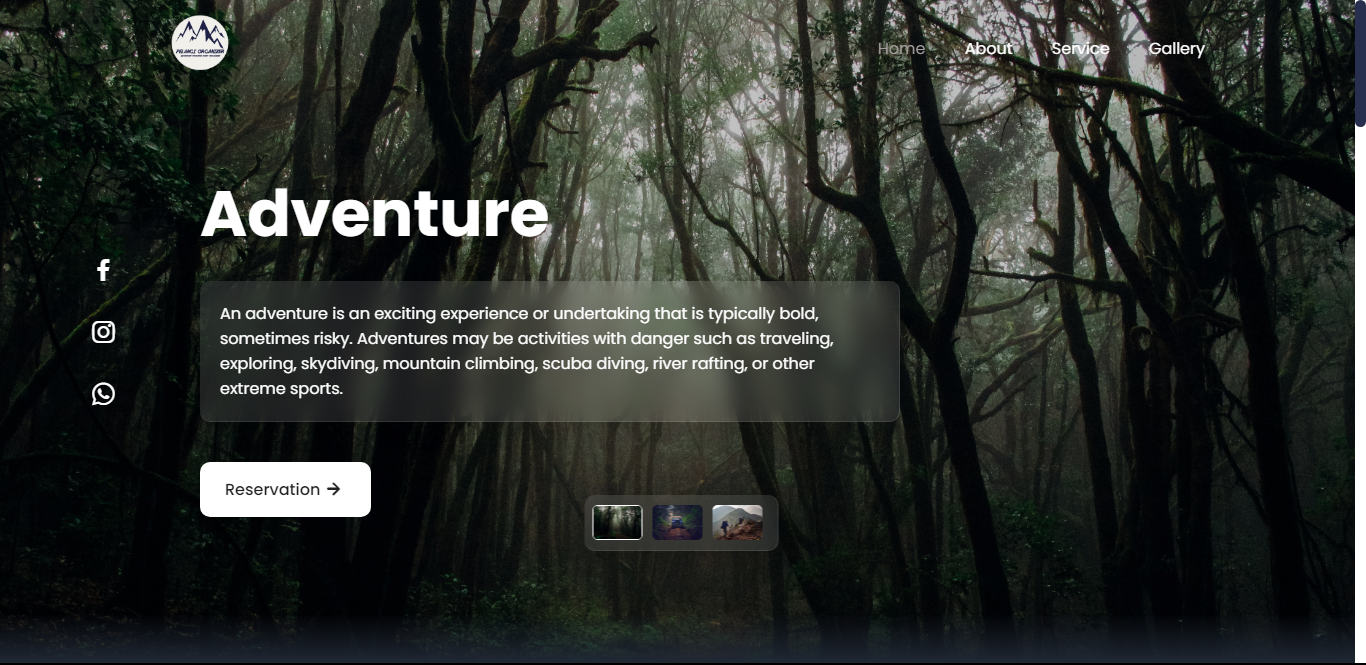 PELANCI ORGANIZER
Home
About
Service
Gallery
Adventure
An adventure is an exciting experience or undertaking that is typically bold,
sometimes risky. Adventures may be activities with danger such as traveling,
exploring, skydiving, mountain climbing, scuba diving, river rafting, or other
extreme sports.
Reservation